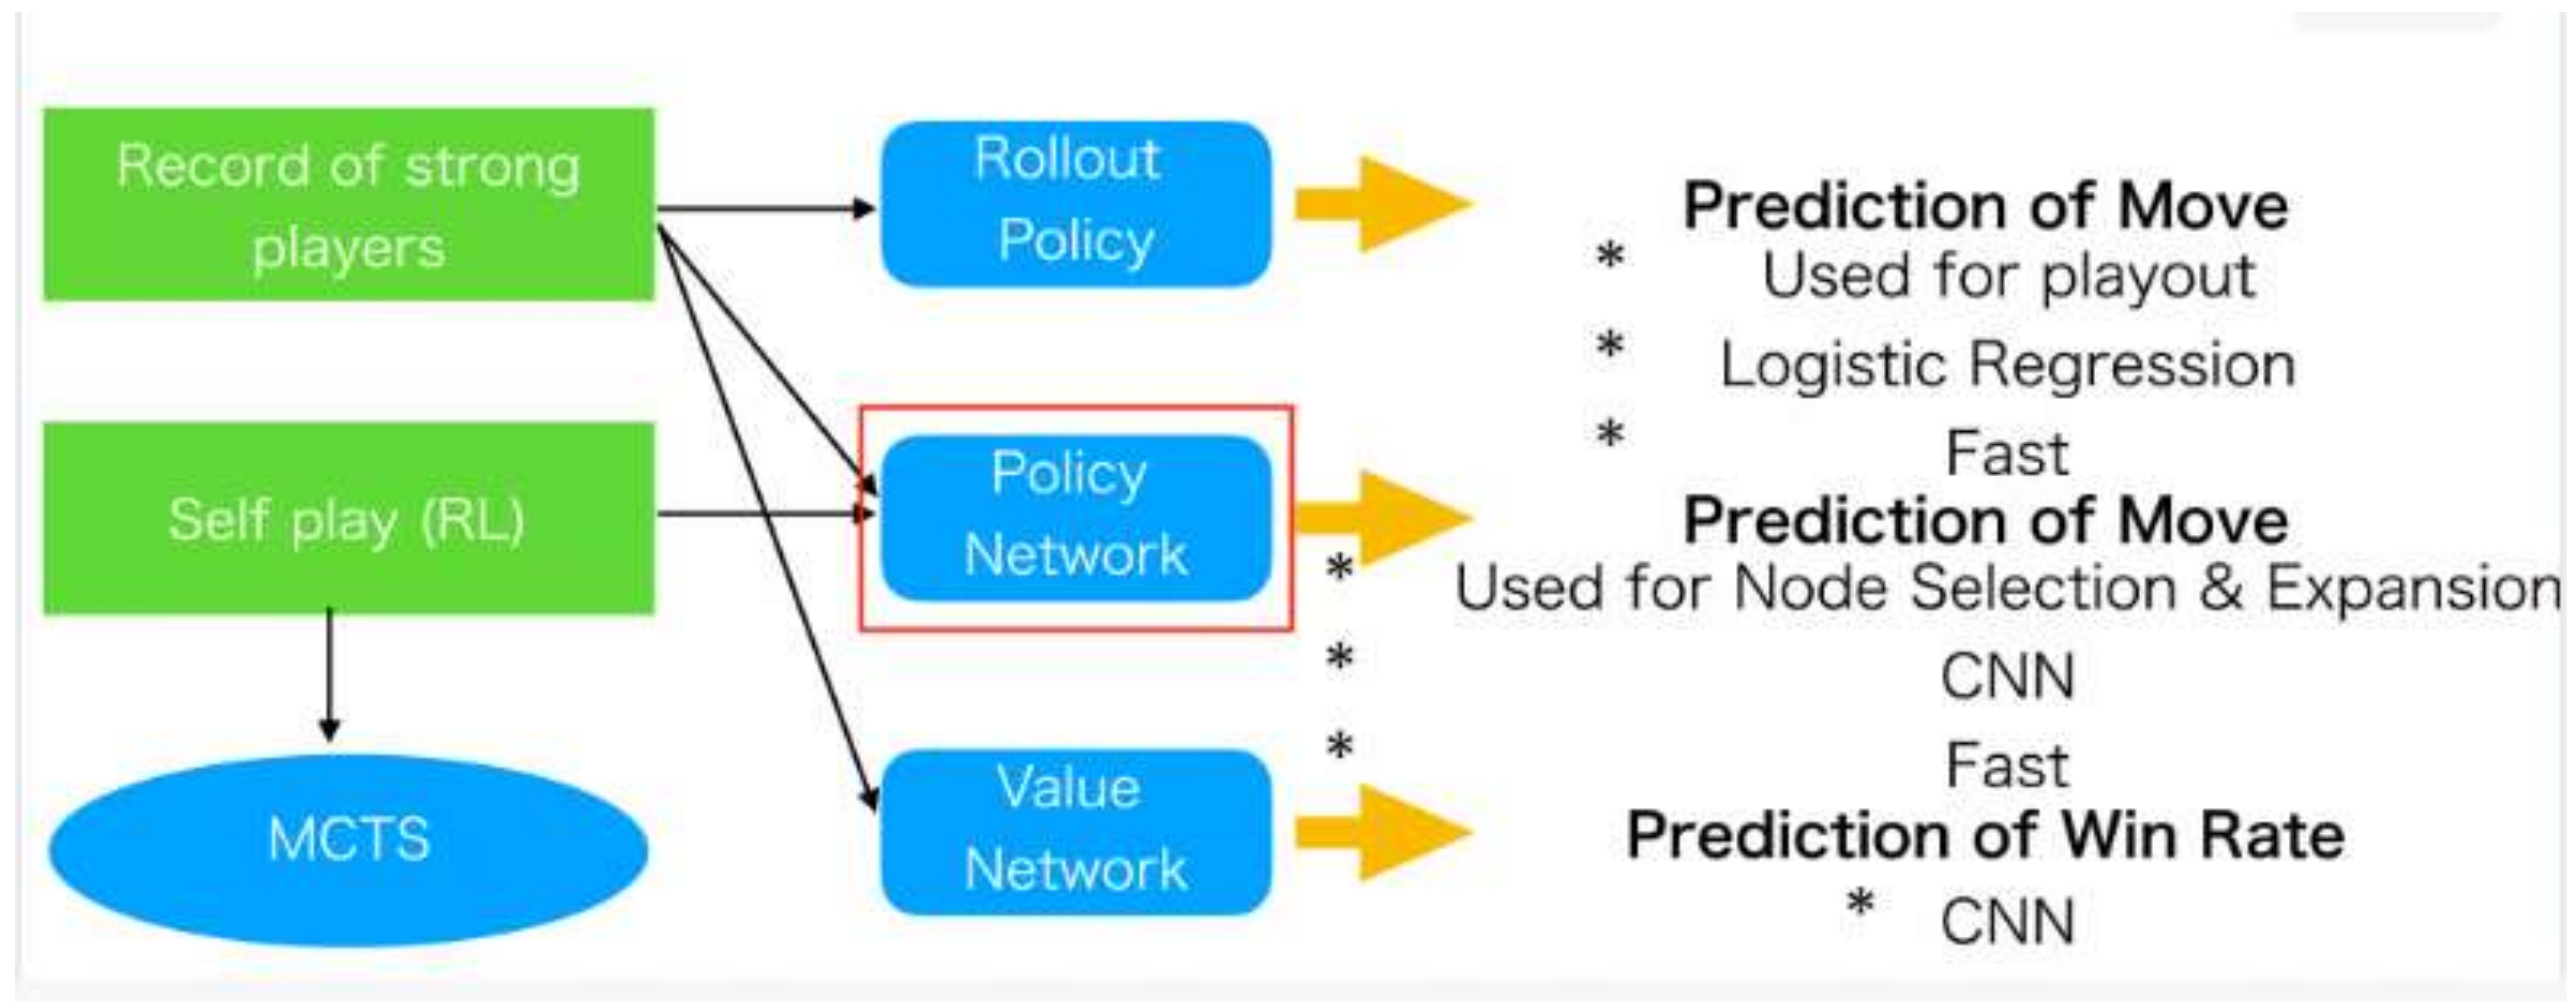 Record of strong
players
Rollout
Policy
Prediction of Move
* Used for playout
* Logistic Regression
* Fast
Self play (RL)
Policy
Network
Prediction of Move
* Used for Node Selection & Expansion
* CNN
* Fast
MCTS
Value
Network
Prediction of Win Rate
* CNN